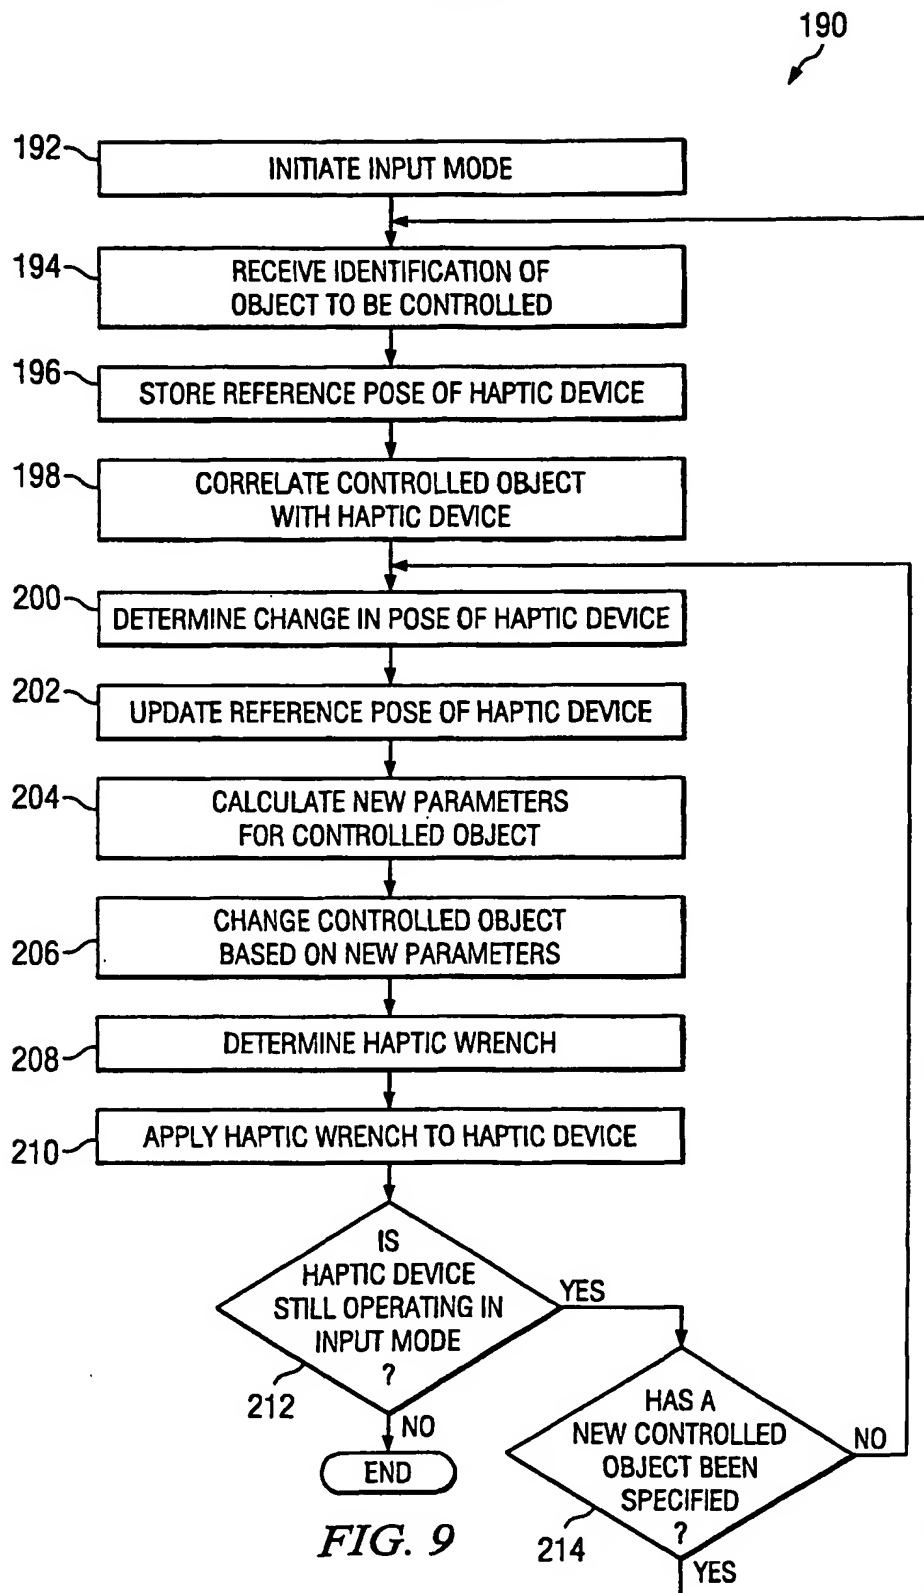 190
192
INITIATE INPUT MODE
194
RECEIVE IDENTIFICATION OF
OBJECT TO BE CONTROLLED
196
STORE REFERENCE POSE OF HAPTIC DEVICE
198
CORRELATE CONTROLLED OBJECT
WITH HAPTIC DEVICE
200
DETERMINE CHANGE IN POSE OF HAPTIC DEVICE
202
UPDATE REFERENCE POSE OF HAPTIC DEVICE
204
CALCULATE NEW PARAMETERS
FOR CONTROLLED OBJECT
206
CHANGE CONTROLLED OBJECT
BASED ON NEW PARAMETERS
208
DETERMINE HAPTIC WRENCH
210
APPLY HAPTIC WRENCH TO HAPTIC DEVICE
IS
HAPTIC DEVICE
STILL OPERATING IN
INPUT MODE
?
212
YES
NO
END
HAS A
NEW CONTROLLED
OBJECT BEEN
SPECIFIED
?
214
NO
YES
FIG. 9